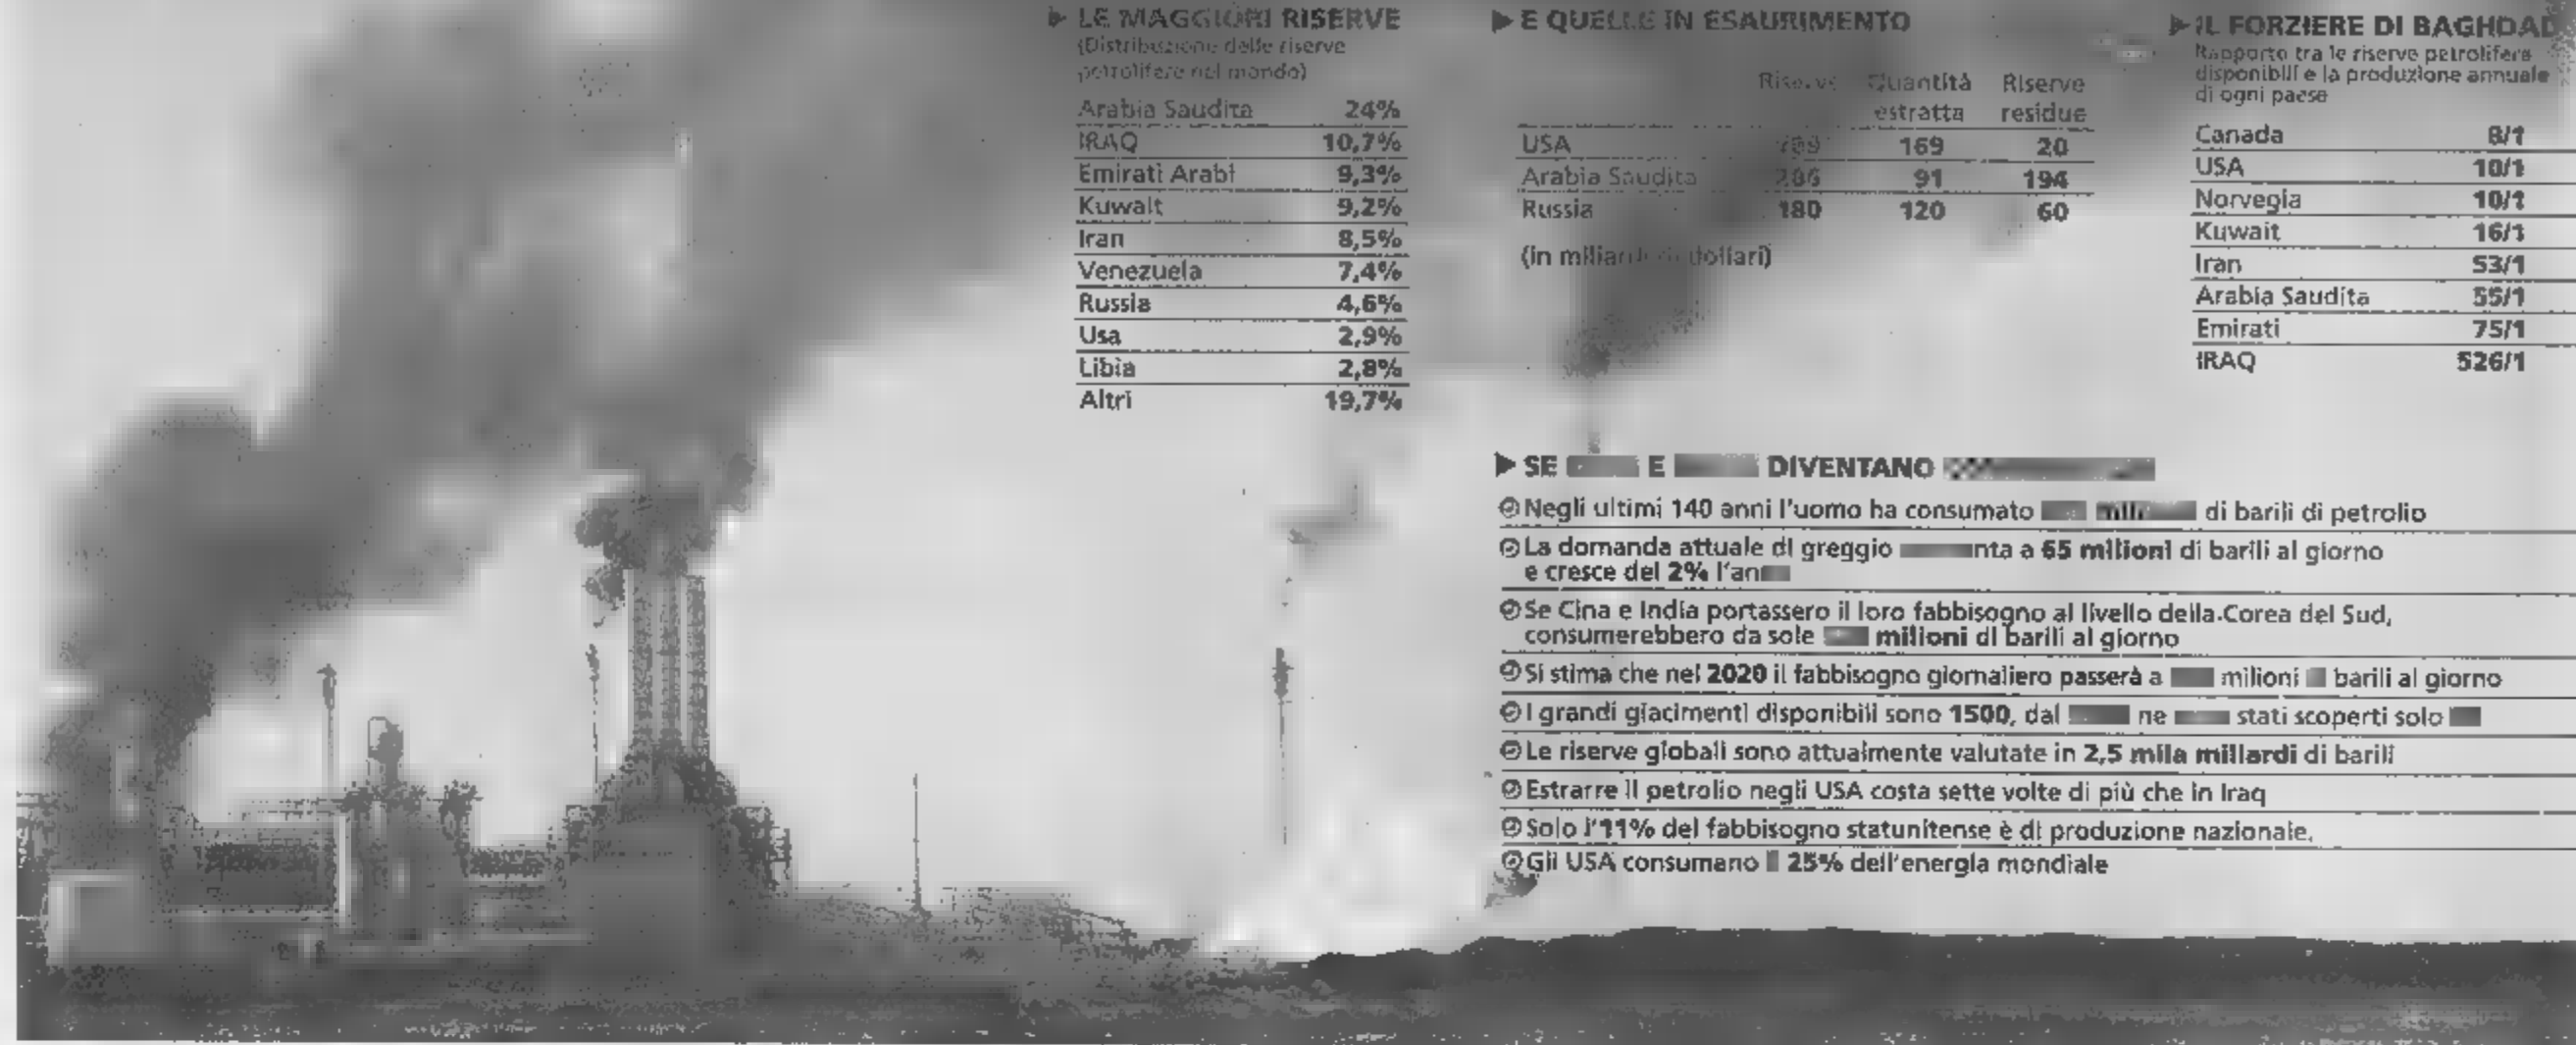 LE MAGGIORI RISERVE
(Distribuzione delle riserve
petrolifere nel mondo)
Arabia Saudita 24%
IRAQ 10,7%
Emirati Arabi 9,3%
Kuwait 9,2%
Iran 8,5%
Venezuela 7,4%
Russia 4,6%
Usa 2,9%
Libia 2,8%
Altri 19,7%
E QUELLE IN ESAURIMENTO
Riserve Quantità Riserve
estratta residue
USA 169 20
Arabia Saudita 91 194
Russia 180 120 60
(in miliardi di dollari)
IL FORZIERE DI BAGHDAD
Rapporto tra le riserve petrolifere
disponibili e la produzione annuale
di ogni paese
Canada 8/1
USA 10/1
Norvegia 10/1
Kuwait 16/1
Iran 53/1
Arabia Saudita 55/1
Emirati 75/1
IRAQ 526/1
SE E DIVENTANO
Negli ultimi 140 anni l'uomo ha consumato di barili di petrolio
La domanda attuale di greggio a 65 milioni di barili al giorno
e cresce del 2%
Se Cina e India portassero il loro fabbisogno al livello della Corea del Sud,
consumerebbero da sole milioni di barili al giorno
Si stima che nel 2020 il fabbisogno giornaliero passerà a milioni barili al giorno
I grandi giacimenti disponibili sono 1500, dal ne stati scoperti solo
Le riserve globali sono attualmente valutate in 2,5 mila miliardi di barili
Estrarre il petrolio negli USA costa sette volte di più che in Iraq
Solo l'11% del fabbisogno statunitense è di produzione nazionale.
Gli USA consumano 25% dell'energia mondiale